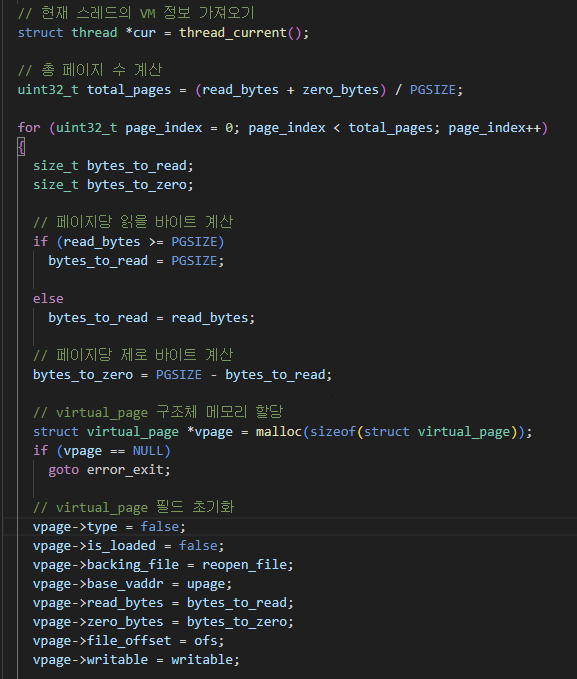 // 현재 스레드의 VM 정보 가져오기
struct thread *cur = thread_current();
// 총 페이지 수 계산
uint32_t total_pages = (read_bytes + zero_bytes) / PGSIZE;
for (uint32_t page_index = 0; page_index < total_pages; page_index++)
{
size_t bytes_to_read;
size_t bytes_to_zero;
// 페이지당 읽을 바이트 계산
if (read_bytes >= PGSIZE)
bytes_to_read = PGSIZE;
else
bytes_to_read = read_bytes;
// 페이지당 제로 바이트 계산
bytes_to_zero = PGSIZE - bytes_to_read;
// virtual_page 구조체 메모리 할당
struct virtual_page *vpage = malloc(sizeof(struct virtual_page));
if (vpage == NULL)
goto error_exit;
// virtual_page 필드 초기화
vpage->type = false;
vpage->is_loaded = false;
vpage->backing_file = reopen_file;
vpage->base_vaddr = upage;
vpage->read_bytes = bytes_to_read;
vpage->zero_bytes = bytes_to_zero;
vpage->file_offset = ofs;
vpage->writable = writable;